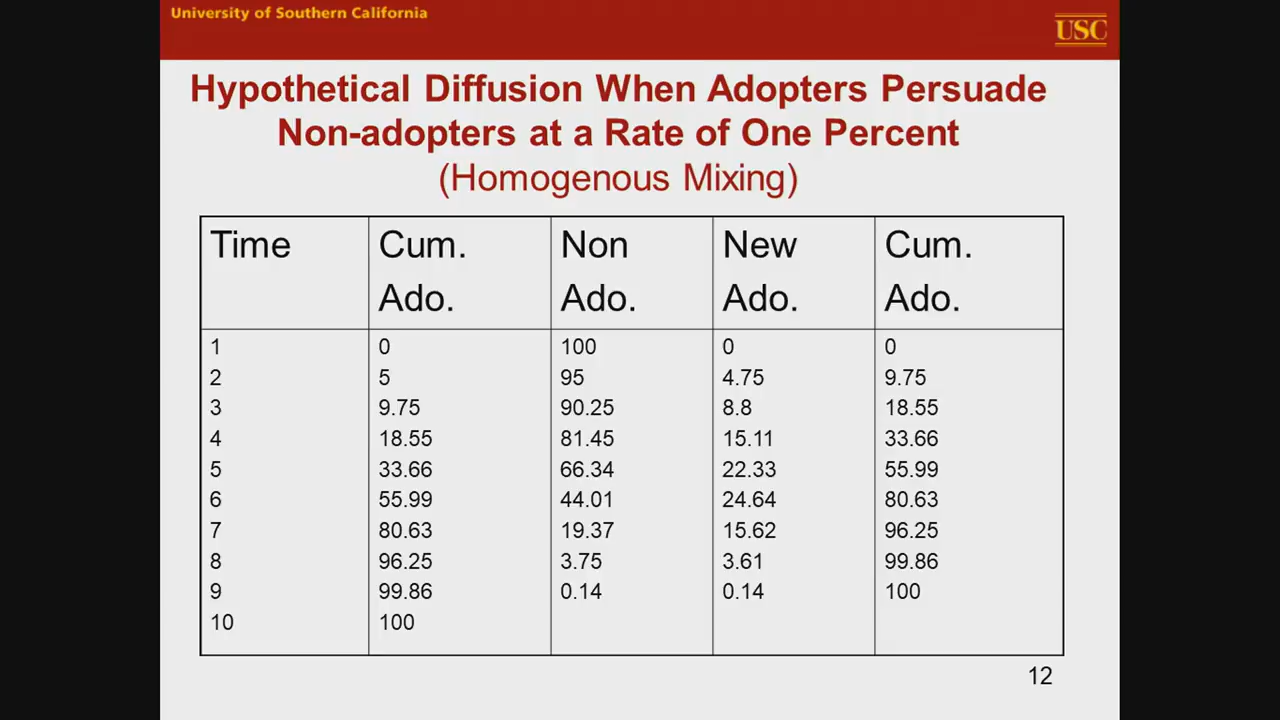 University of Southern California
USC
Hypothetical Diffusion When Adopters Persuade
Non-adopters at a Rate of One Percent
(Homogenous Mixing)
Time Cum. Non New Cum.
Ado. Ado. Ado. Ado.
1 0 100 0 0
2 5 95 4.75 9.75
3 9.75 90.25 8.8 18.55
4 18.55 81.45 15.11 33.66
5 33.66 66.34 22.33 55.99
6 55.99 44.01 24.64 80.63
7 80.63 19.37 15.62 96.25
8 96.25 3.75 3.61 99.86
9 99.86 0.14 0.14 100
10 100
12